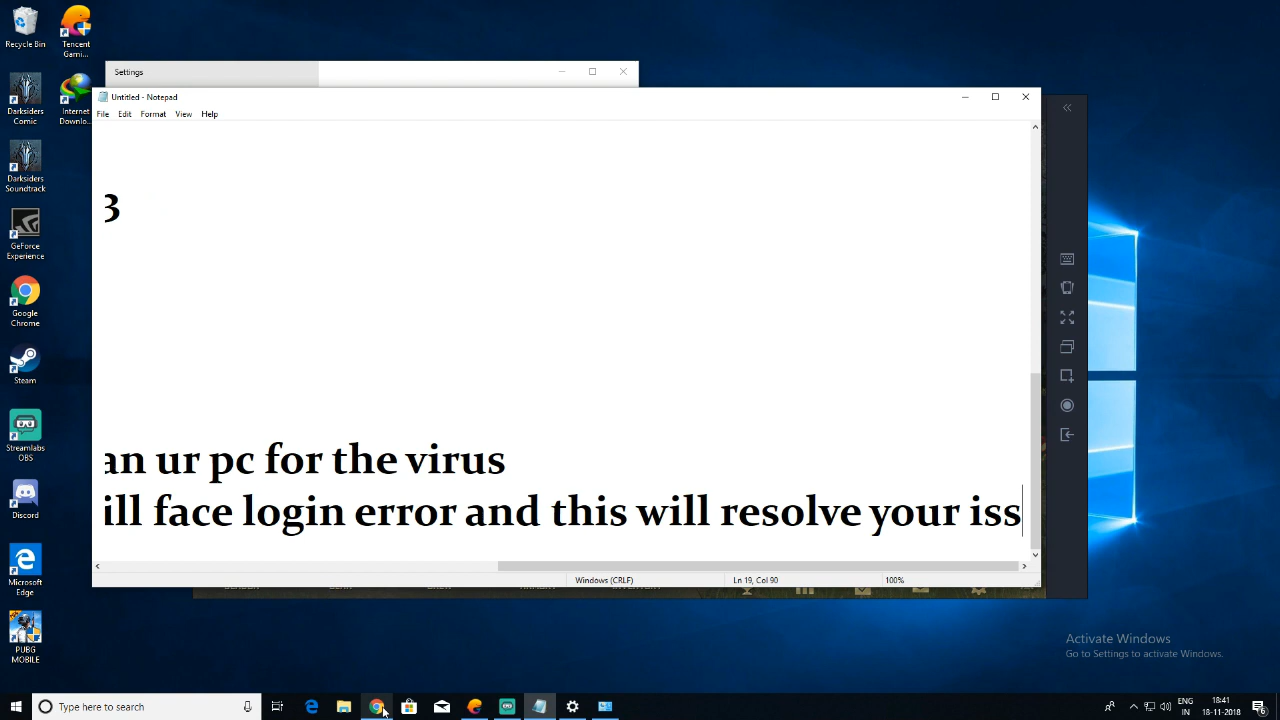 Recycle Bin
Tencent
Gami...
Darksiders
Comic
Internet
Downlo...
Darksiders
Soundtrack
GeForce
Experience
Google
Chrome
Steam
Streamlabs
OBS
Discord
Microsoft
Edge
PUBG
MOBILE
Settings
Untitled - Notepad
File Edit Format View Help
3
an ur pc for the virus
ill face login error and this will resolve your iss
Windows (CRLF) Ln 19, Col 90 100%
Activate Windows
Go to Settings to activate Windows.
Type here to search
ENG
IN
18:41
18-11-2018
6